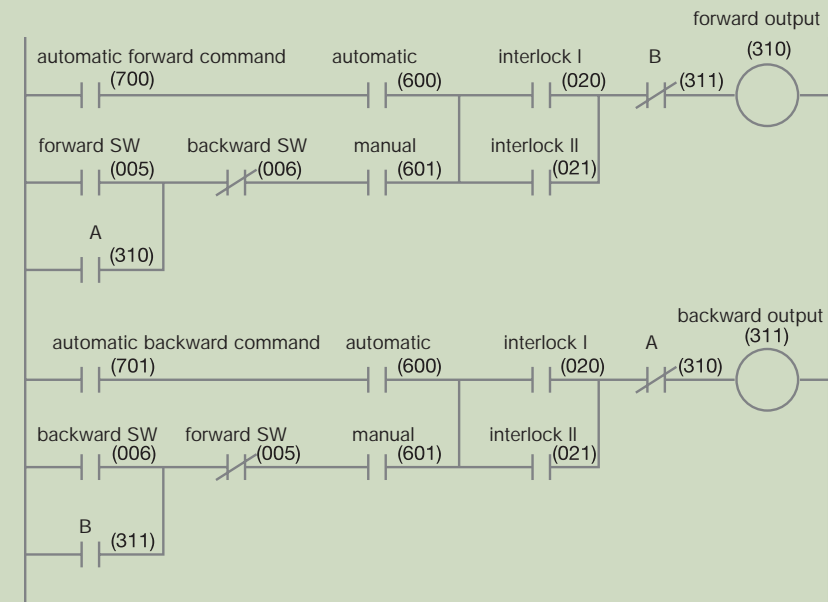 forward output
(310)
automatic forward command
(700)
automatic
(600)
interlock I
(020)
B
(311)
forward SW
(005)
backward SW
(006)
manual
(601)
interlock II
(021)
A
(310)
backward output
(311)
automatic backward command
(701)
automatic
(600)
interlock I
(020)
A
(310)
backward SW
(006)
forward SW
(005)
manual
(601)
interlock II
(021)
B
(311)